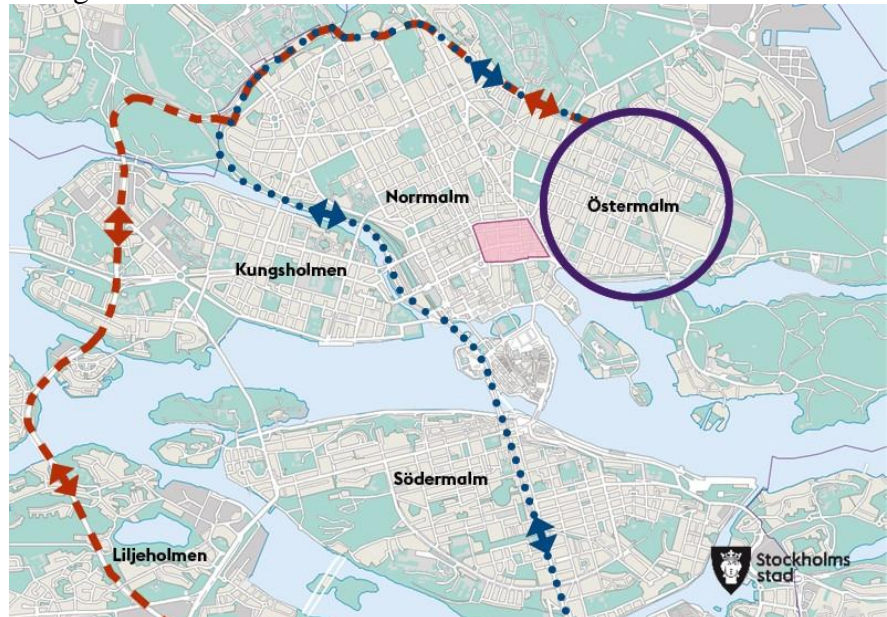 Norrmalm
Östermalm
Kungsholmen
Södermalm
Liljeholmen
Stockholms
stad